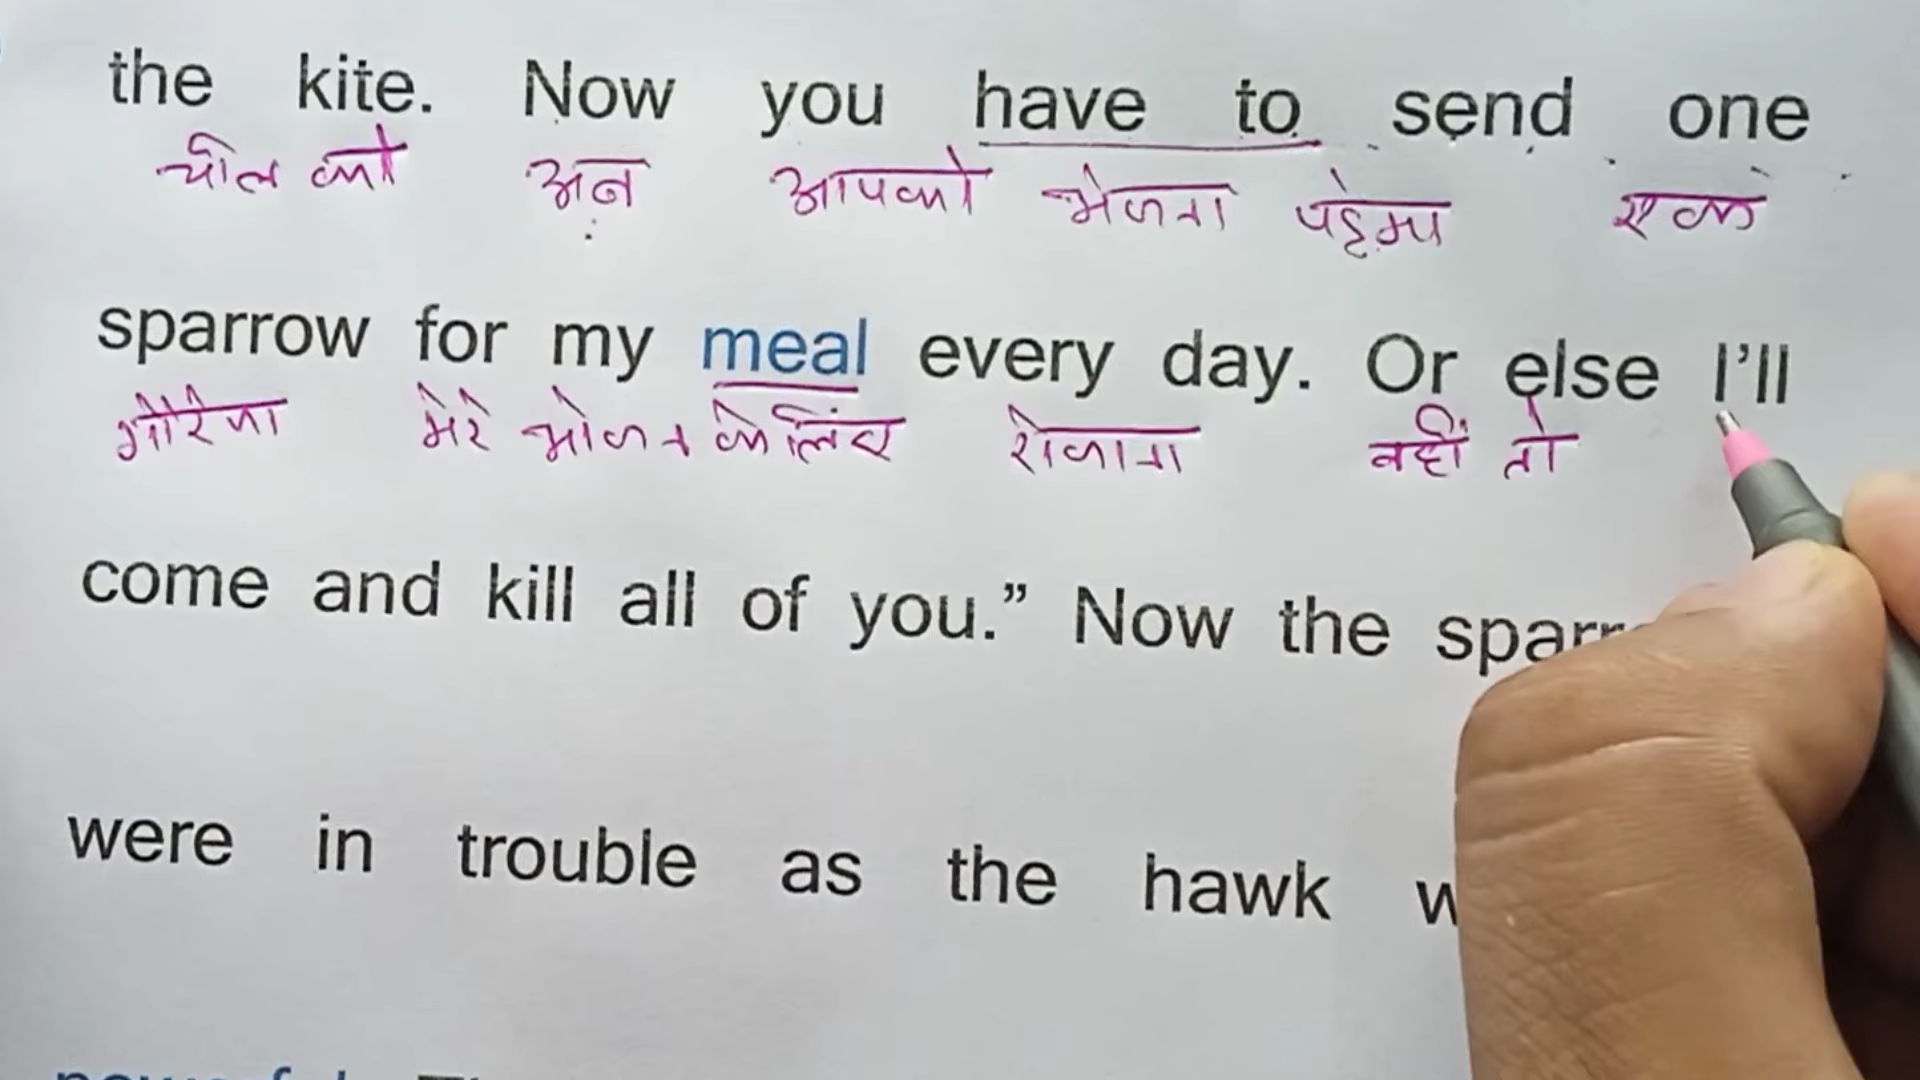 the kite. Now you have to send one
चील को अब आपको भेजना पड़ेगा एक
sparrow for my meal every day. Or else I'll
गौरेया मेरे भोजन के लिए रोजाना नहीं तो
come and kill all of you.” Now the
were in trouble as the hawk